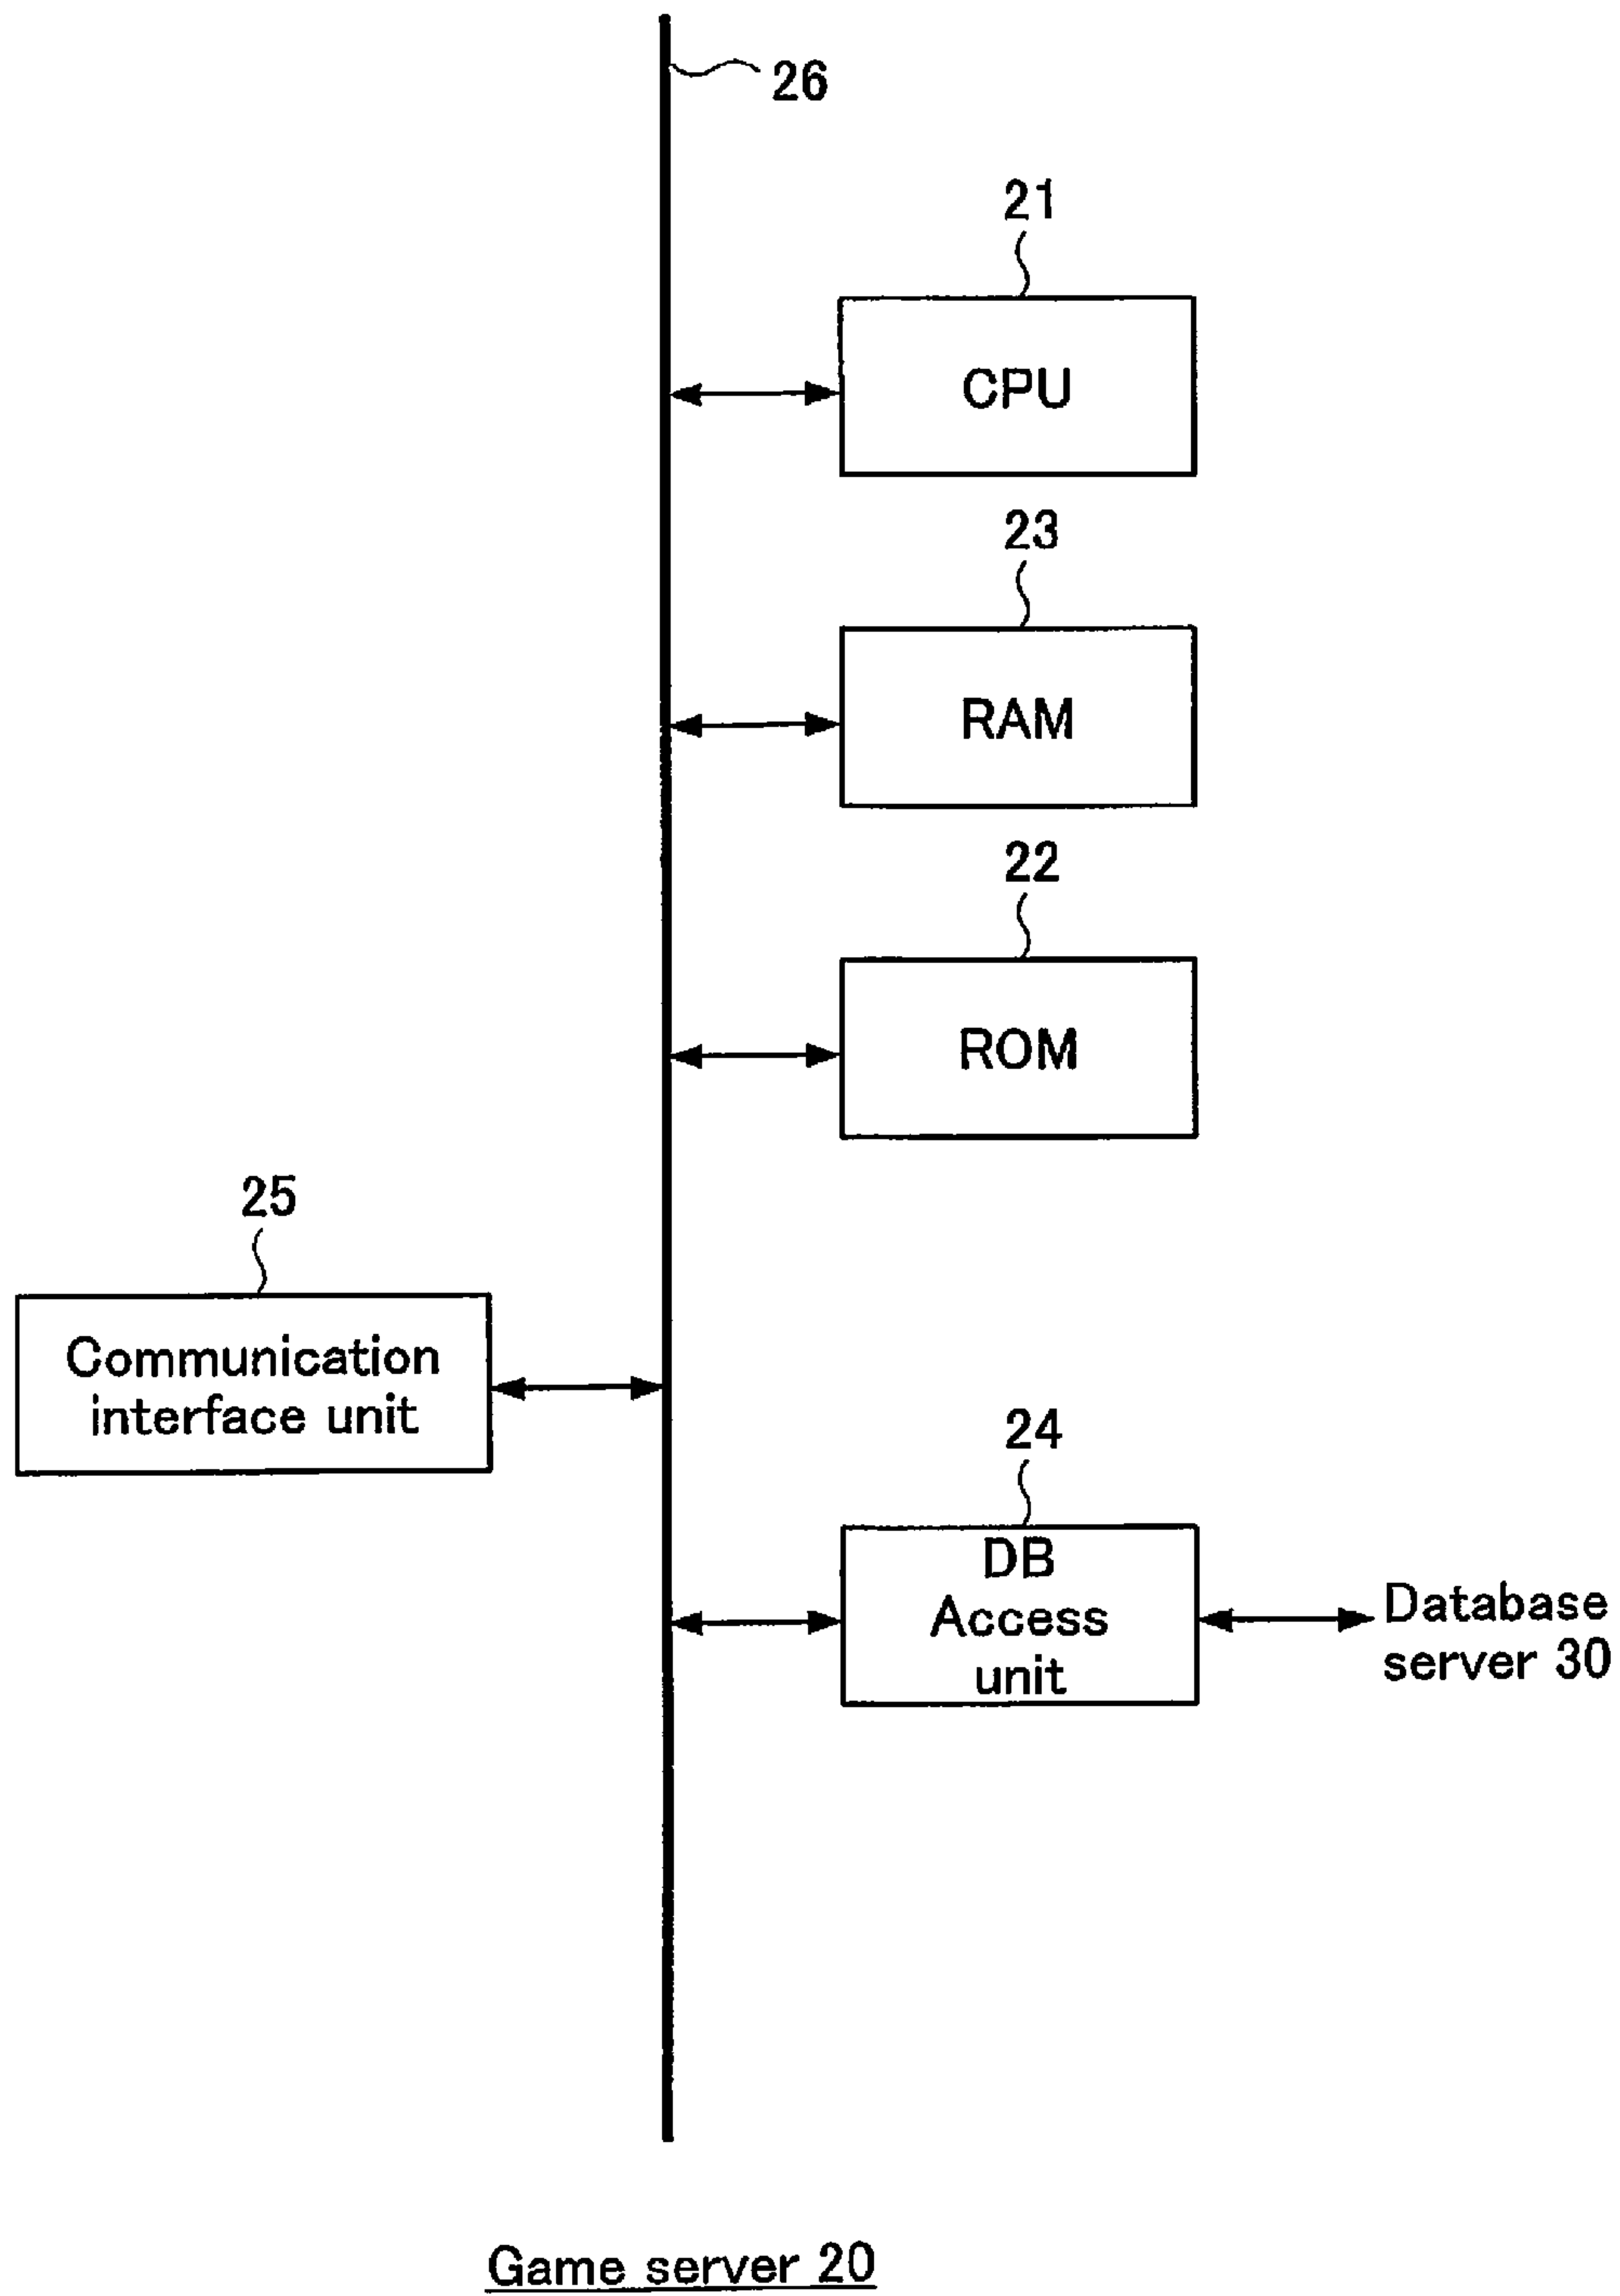 26
21
CPU
23
RAM
22
ROM
25
Communication
interface unit
24
DB
Access
unit
Database
server 30
Game server 20